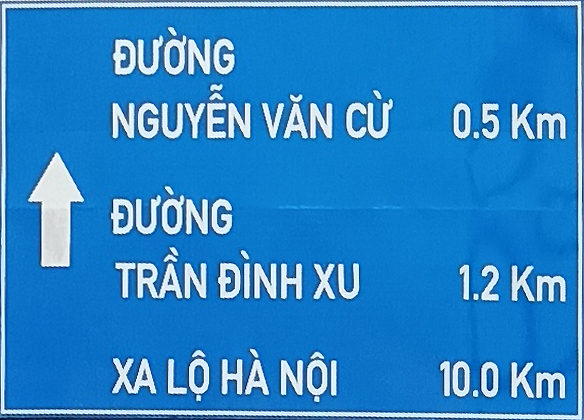 ĐƯỜNG
NGUYỄN VĂN CỪ 0.5 Km
ĐƯỜNG
TRẦN ĐÌNH XU 1.2 Km
XA LỘ HÀ NỘI 10.0 Km